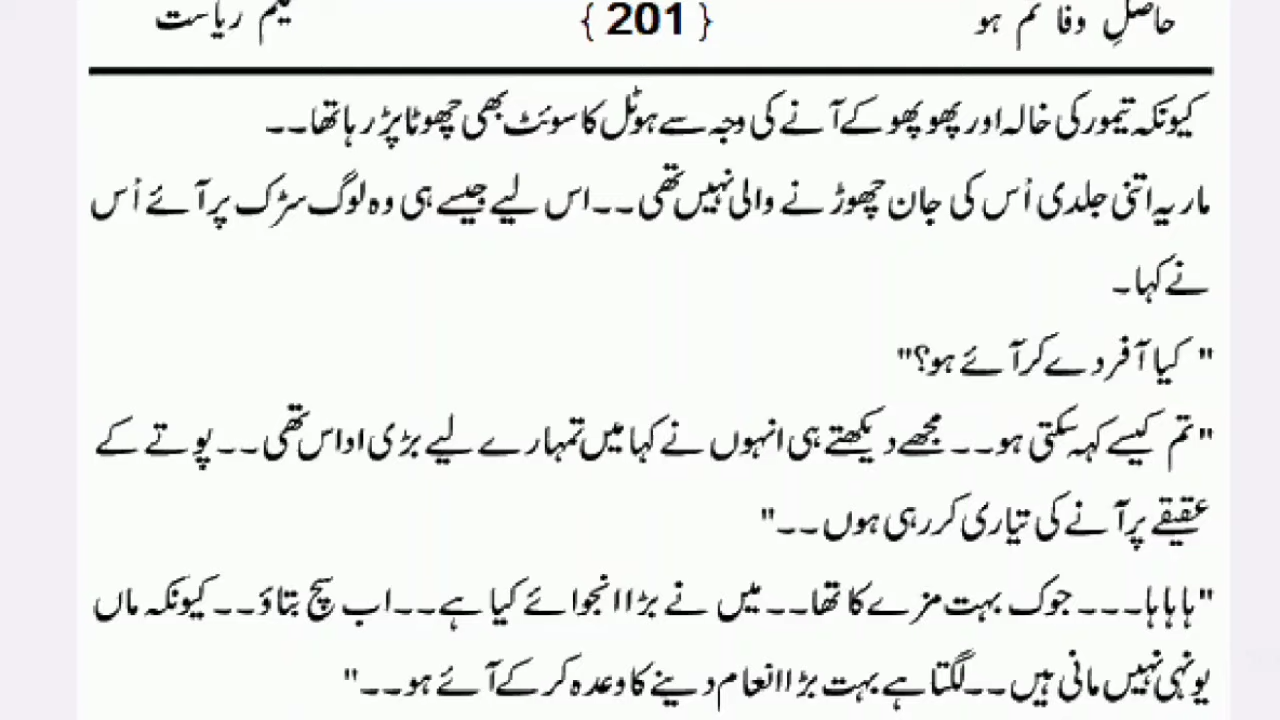 حاصلِ وفا تم ہو { 201 } نیلم ریاست
کیونکہ تیمور کی خالہ اور پھوپھو کے آنے کی وجہ سے ہوٹل کا سوئٹ بھی چھوٹا پڑ رہا تھا۔۔
ماریہ اتنی جلدی اُس کی جان چھوڑنے والی نہیں تھی۔۔اس لیے جیسے ہی وہ لوگ سڑک پر آئے اُس
نے کہا۔
" کیا آفر دے کر آئے ہو؟"
"تم کیسے کہہ سکتی ہو۔۔ مجھے دیکھتے ہی انہوں نے کہا میں تمہارے لیے بڑی اداس تھی۔۔پوتے کے
عقیقے پر آنے کی تیاری کر رہی ہوں۔۔"
"ہاہاہا۔۔۔ جوک بہت مزے کا تھا۔۔میں نے بڑا انجوائے کیا ہے۔۔اب سچ بتاؤ۔۔کیونکہ ماں
یونہی نہیں مانی ہیں۔۔لگتا ہے بہت بڑا انعام دینے کا وعدہ کر کے آئے ہو۔۔"